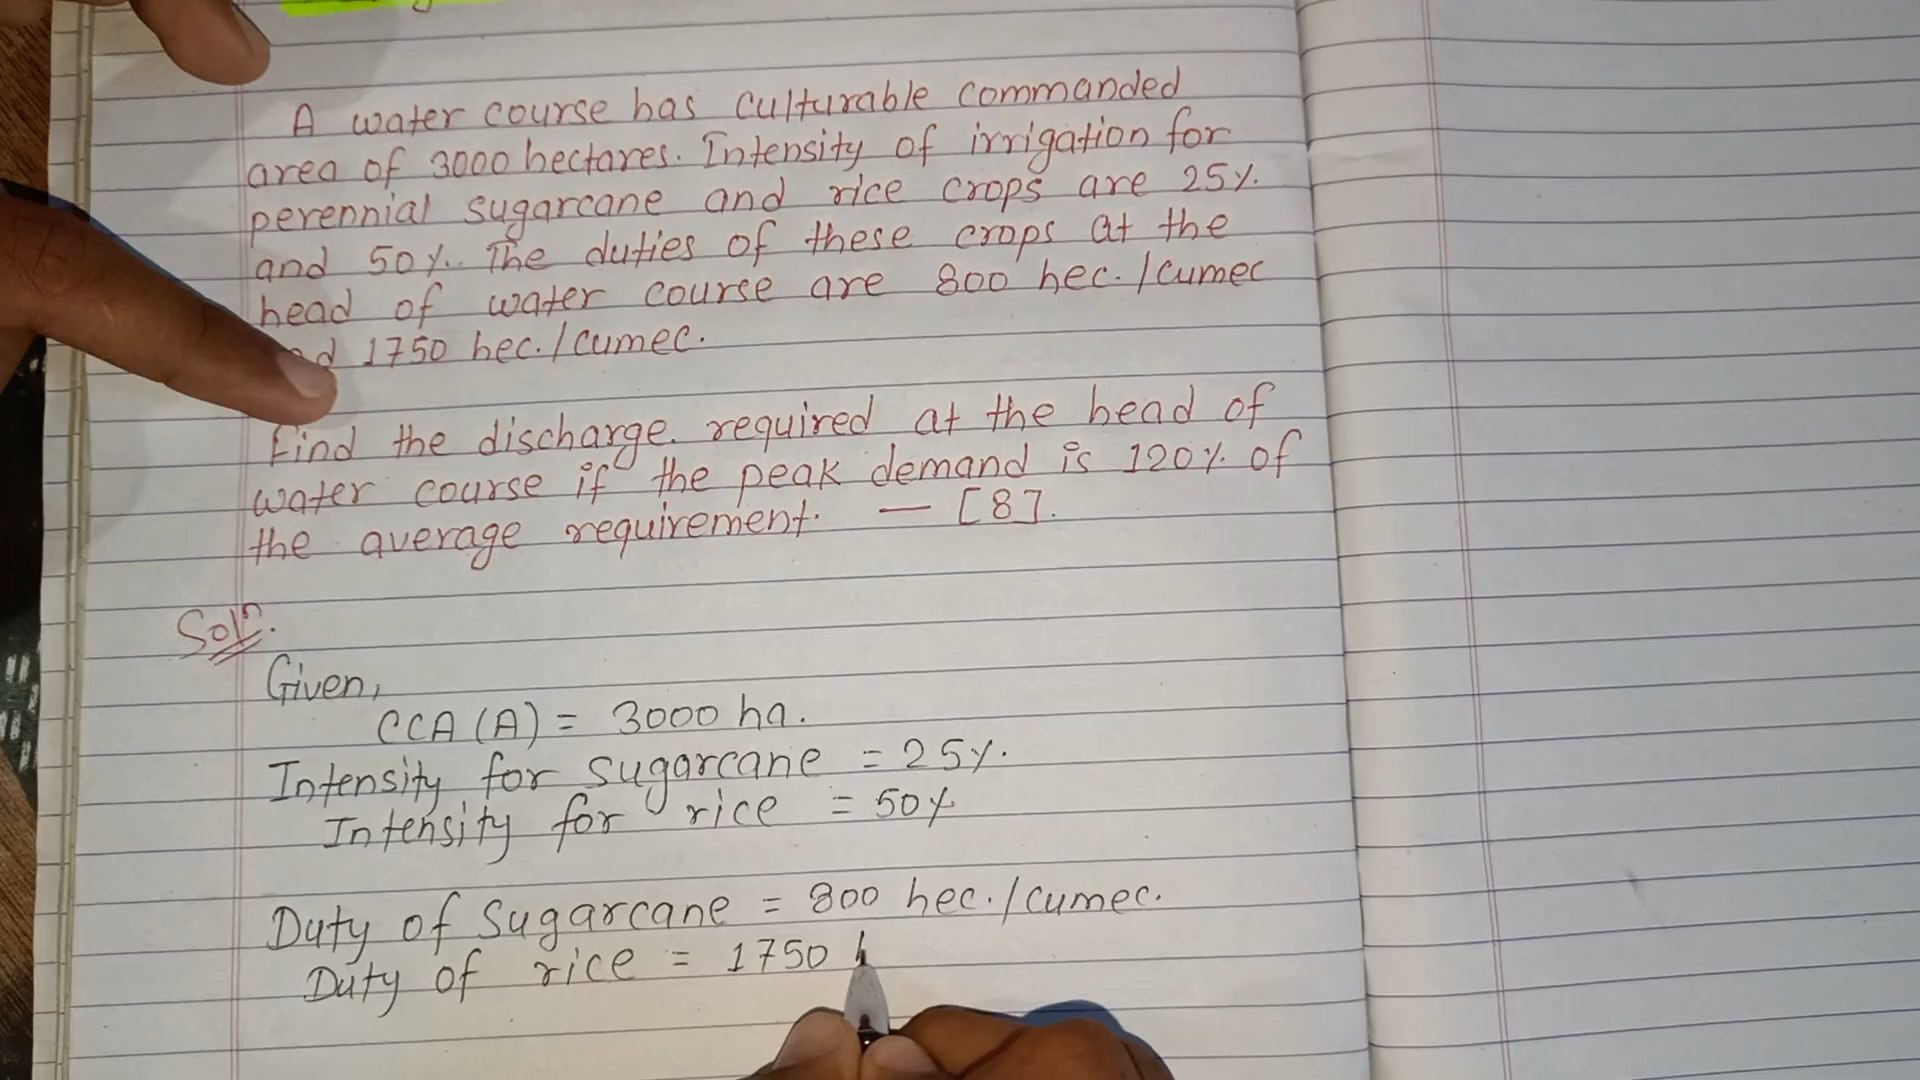 A water course has culturable commanded
area of 3000 hectares. Intensity of irrigation for
perennial sugarcane and rice crops are 25%.
and 50%. The duties of these crops at the
head of water course are 800 hec./cumec
1750 hec./cumec.
Find the discharge required at the head of
water course if the peak demand is 120% of
the average requirement. — [8].
Soln.
Given,
CCA (A) = 3000 ha.
Intensity for sugarcane = 25%.
Intensity for rice = 50%
Duty of sugarcane = 800 hec./cumec.
Duty of rice = 1750